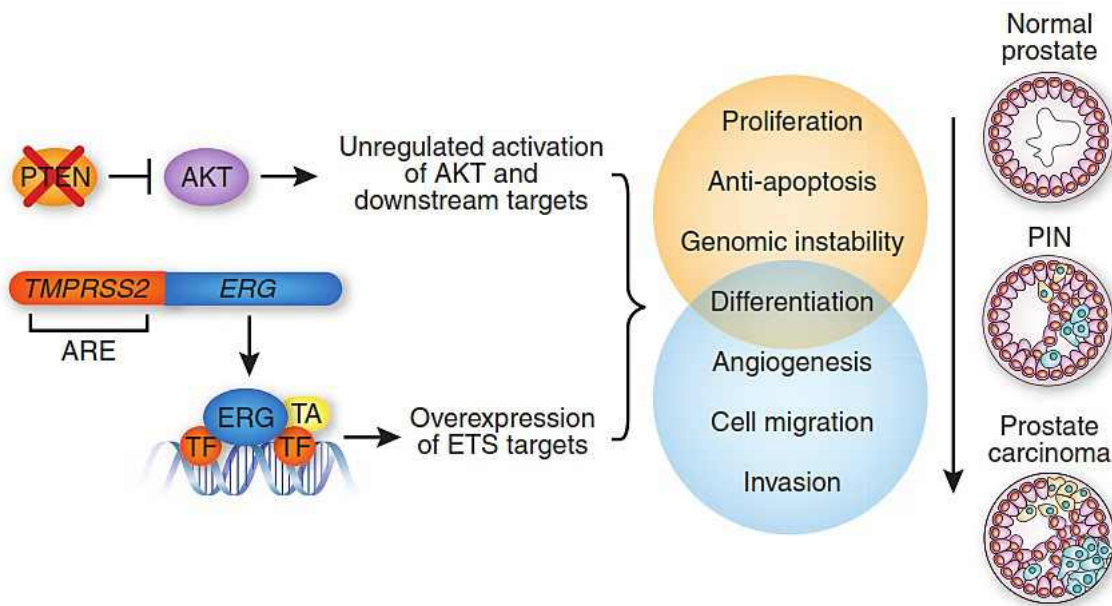 PTEN
AKT
Unregulated activation
of AKT and
downstream targets
TMPRSS2
ERG
ARE
ERG
TA
TF
TF
Overexpression
of ETS targets
Proliferation
Anti-apoptosis
Genomic instability
Differentiation
Angiogenesis
Cell migration
Invasion
Normal
prostate
PIN
Prostate
carcinoma